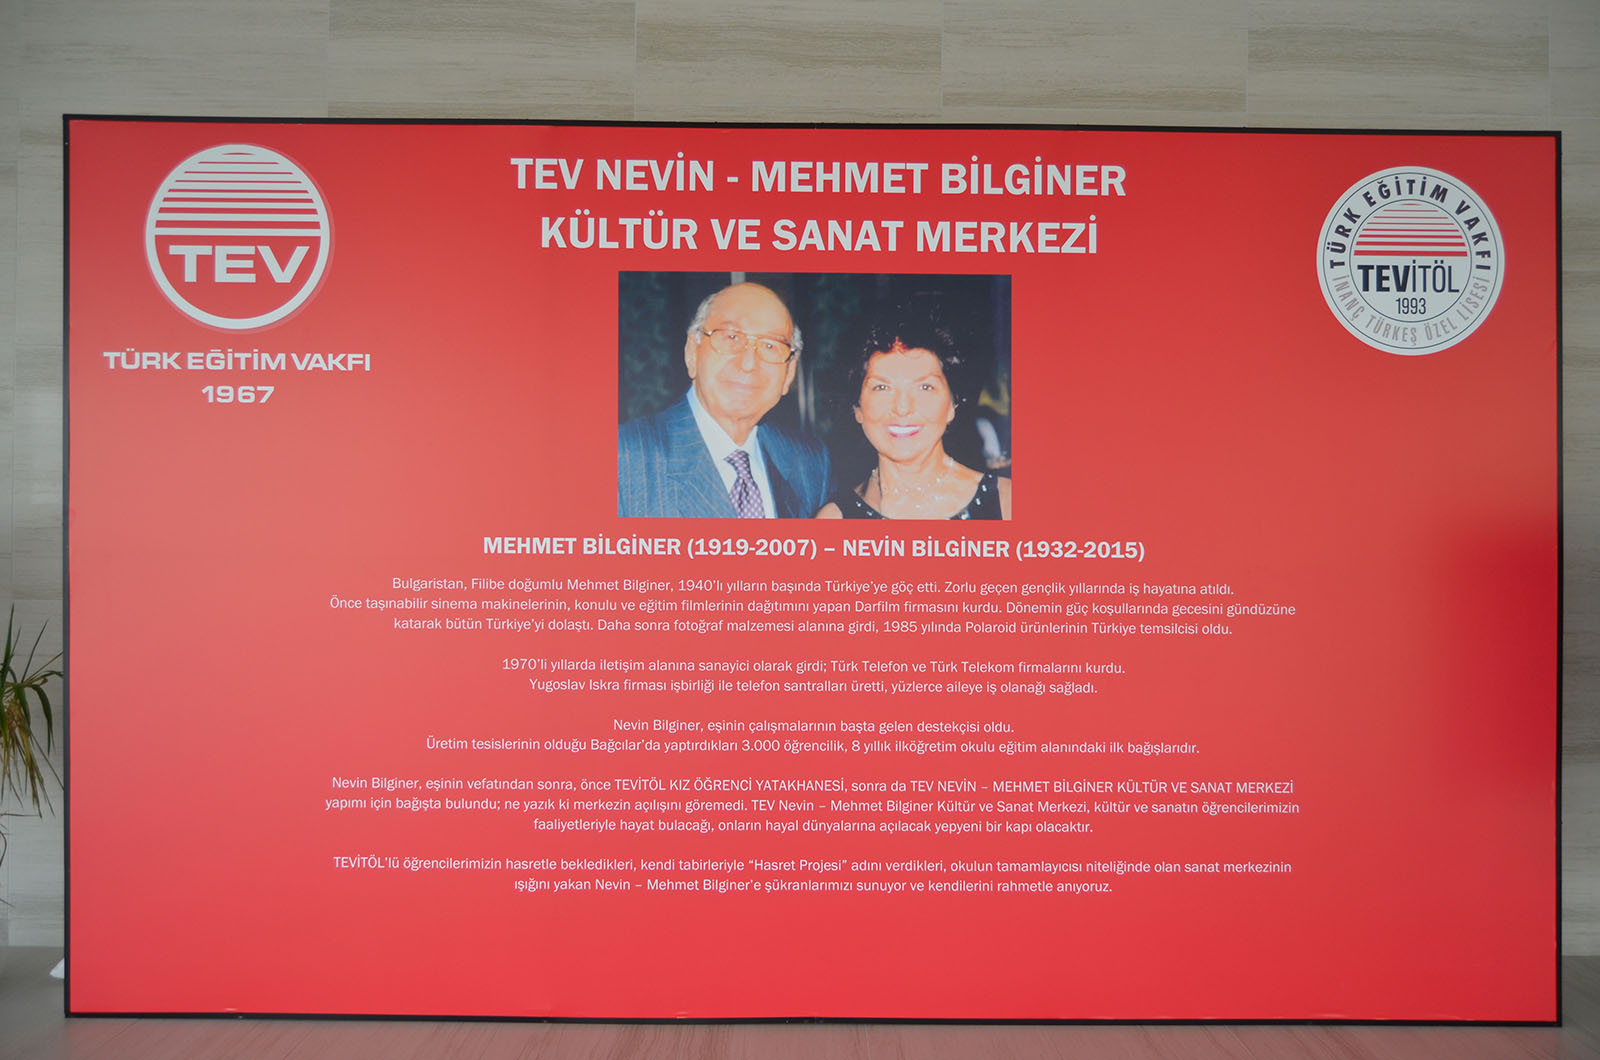 TEV NEVİN - MEHMET BİLGİNER
KÜLTÜR VE SANAT MERKEZİ
TEV
TÜRK EĞİTİM VAKFI
1967
TÜRK EĞİTİM VAKFI
TEVİTÖL
1993
İNANÇ TÜRKEŞ ÖZEL LİSESİ
MEHMET BİLGİNER (1919-2007) – NEVİN BİLGİNER (1932-2015)
Bulgaristan, Filibe doğumlu Mehmet Bilginer, 1940'lı yılların başında Türkiye'ye göç etti. Zorlu geçen gençlik yıllarında iş hayatına atıldı.
Önce taşınabilir sinema makinelerinin, konulu ve eğitim filmlerinin dağıtımını yapan Darfilm firmasını kurdu. Dönemin güç koşullarında gecesini gündüzüne
katarak bütün Türkiye'yi dolaştı. Daha sonra fotoğraf malzemesi alanına girdi, 1985 yılında Polaroid ürünlerinin Türkiye temsilcisi oldu.
1970'li yıllarda iletişim alanına sanayici olarak girdi; Türk Telefon ve Türk Telekom firmalarını kurdu.
Yugoslav Iskra firması işbirliği ile telefon santralları üretti, yüzlerce aileye iş olanağı sağladı.
Nevin Bilginer, eşinin çalışmalarının başta gelen destekçisi oldu.
Üretim tesislerinin olduğu Bağcılar'da yaptırdıkları 3.000 öğrencilik, 8 yıllık ilköğretim okulu eğitim alanındaki ilk bağışlarıdır.
Nevin Bilginer, eşinin vefatından sonra, önce TEVİTÖL KIZ ÖĞRENCİ YATAKHANESİ, sonra da TEV NEVİN – MEHMET BİLGİNER KÜLTÜR VE SANAT MERKEZİ
yapımı için bağışta bulundu; ne yazık ki merkezin açılışını göremedi. TEV Nevin – Mehmet Bilginer Kültür ve Sanat Merkezi, kültür ve sanatın öğrencilerimizin
faaliyetleriyle hayat bulacağı, onların hayal dünyalarına açılacak yepyeni bir kapı olacaktır.
TEVİTÖL'lü öğrencilerimizin hasretle bekledikleri, kendi tabirleriyle “Hasret Projesi” adını verdikleri, okulun tamamlayıcısı niteliğinde olan sanat merkezinin
ışığını yakan Nevin – Mehmet Bilginer'e şükranlarımızı sunuyor ve kendilerini rahmetle anıyoruz.